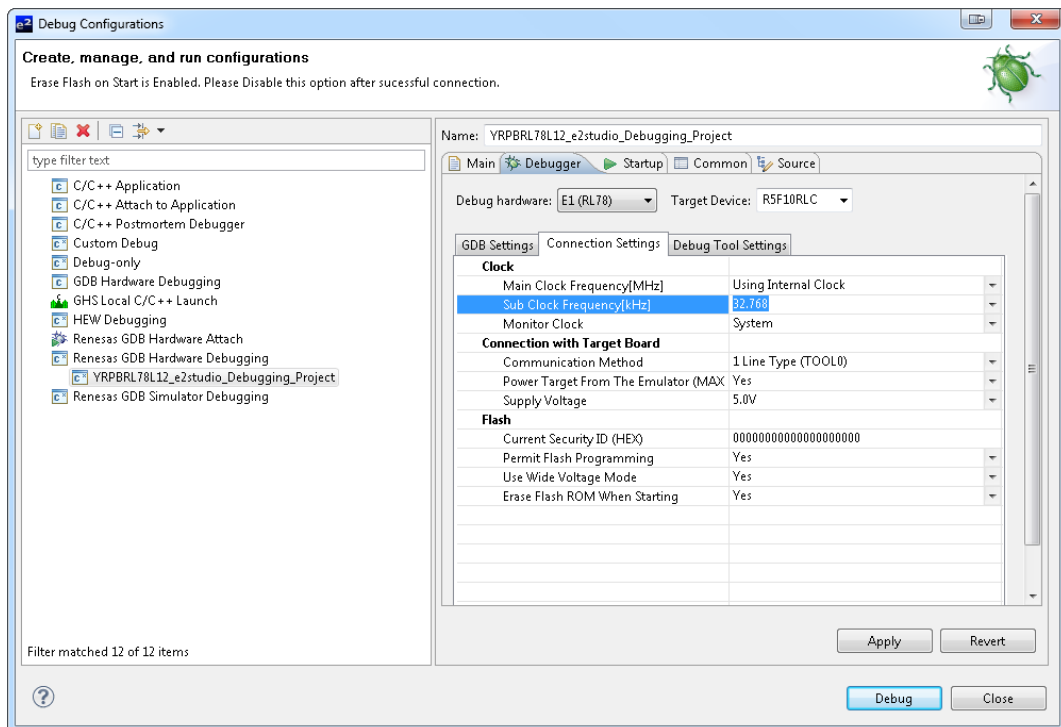 e² Debug Configurations
Create, manage, and run configurations
Erase Flash on Start is Enabled. Please Disable this option after sucessful connection.
type filter text
C/C++ Application
C/C++ Attach to Application
C/C++ Postmortem Debugger
Custom Debug
Debug-only
GDB Hardware Debugging
GHS Local C/C++ Launch
HEW Debugging
Renesas GDB Hardware Attach
Renesas GDB Hardware Debugging
YRPBRL78L12_e2studio_Debugging_Project
Renesas GDB Simulator Debugging
Filter matched 12 of 12 items
Name: YRPBRL78L12_e2studio_Debugging_Project
Main Debugger Startup Common Source
Debug hardware: E1 (RL78) Target Device: R5F10RLC
GDB Settings Connection Settings Debug Tool Settings
Clock
Main Clock Frequency[MHz] Using Internal Clock
Sub Clock Frequency[kHz] 32.768
Monitor Clock System
Connection with Target Board
Communication Method 1 Line Type (TOOL0)
Power Target From The Emulator (MAX Yes
Supply Voltage 5.0V
Flash
Current Security ID (HEX) 00000000000000000000
Permit Flash Programming Yes
Use Wide Voltage Mode Yes
Erase Flash ROM When Starting Yes
Apply Revert
? Debug Close